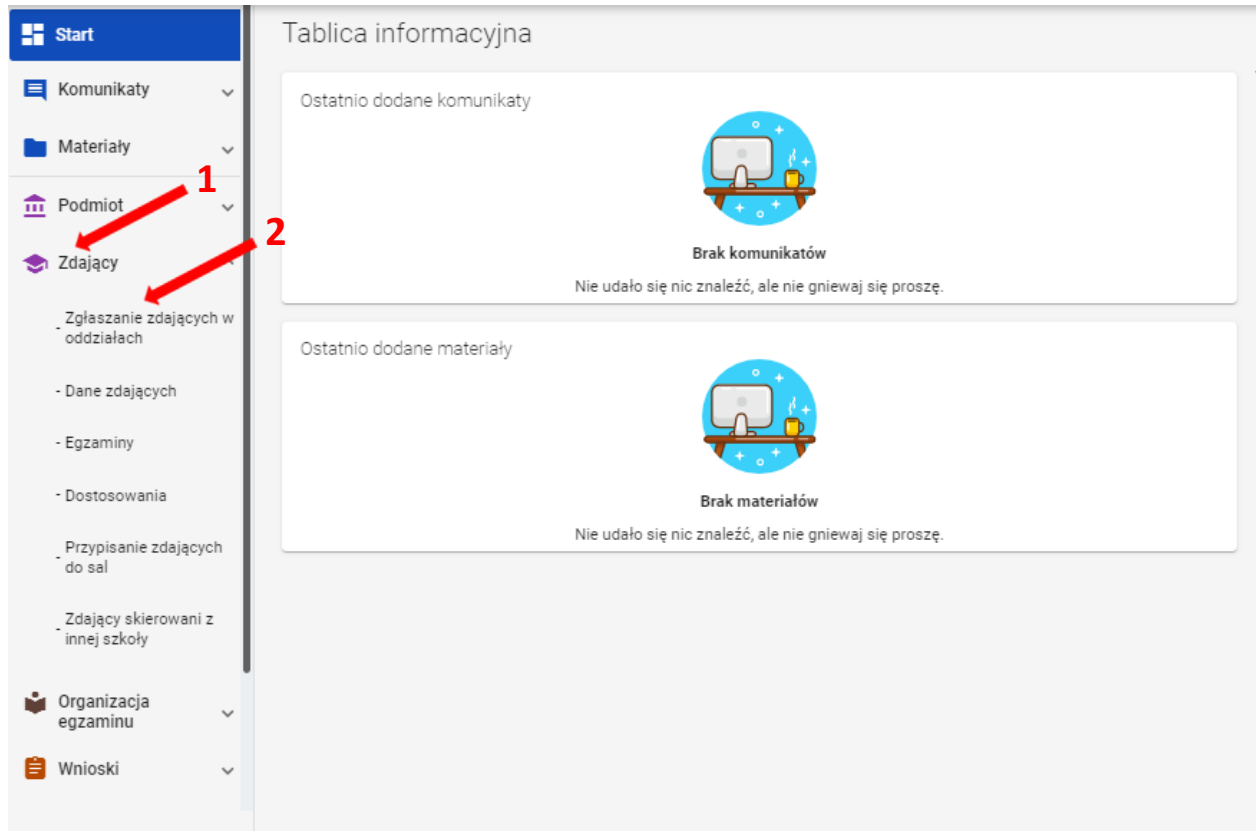 Start
Komunikaty
Materiały
1
Podmiot
2
Zdający
- Zgłaszanie zdających w
oddziałach
- Dane zdających
- Egzaminy
- Dostosowania
- Przypisanie zdających
do sal
- Zdający skierowani z
innej szkoły
Organizacja
egzaminu
Wnioski
Tablica informacyjna
Ostatnio dodane komunikaty
Brak komunikatów
Nie udało się nic znaleźć, ale nie gniewaj się proszę.
Ostatnio dodane materiały
Brak materiałów
Nie udało się nic znaleźć, ale nie gniewaj się proszę.